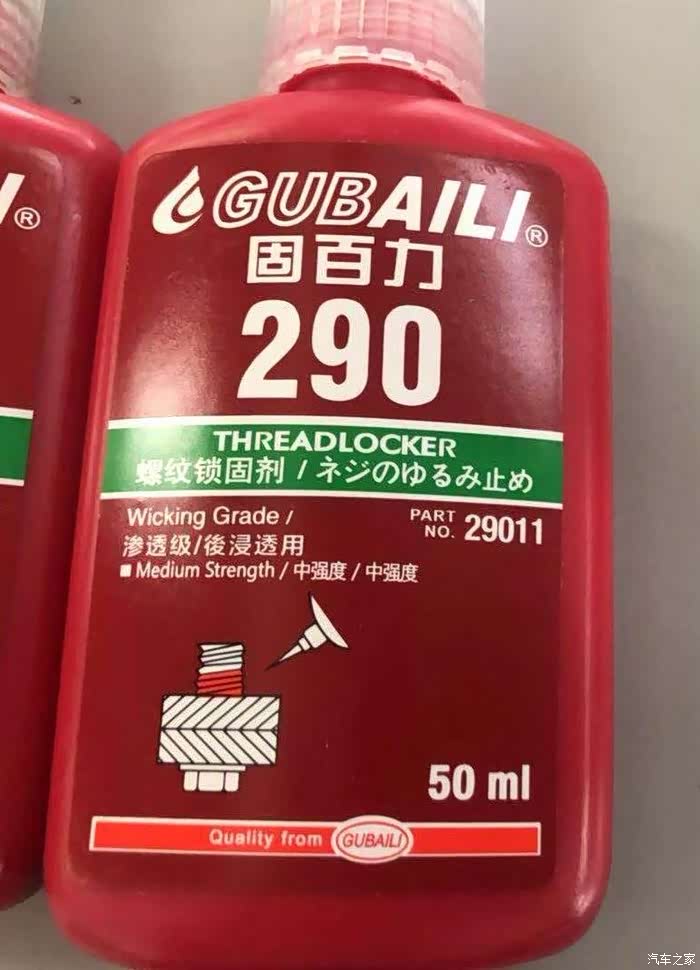 GUBAILI®
固百力
290
THREADLOCKER
螺纹锁固剂 / ネジのゆるみ止め
Wicking Grade /
渗透级/後浸透用
PART NO. 29011
■ Medium Strength / 中强度 / 中强度
50 ml
Quality from GUBAILI
®
汽车之家